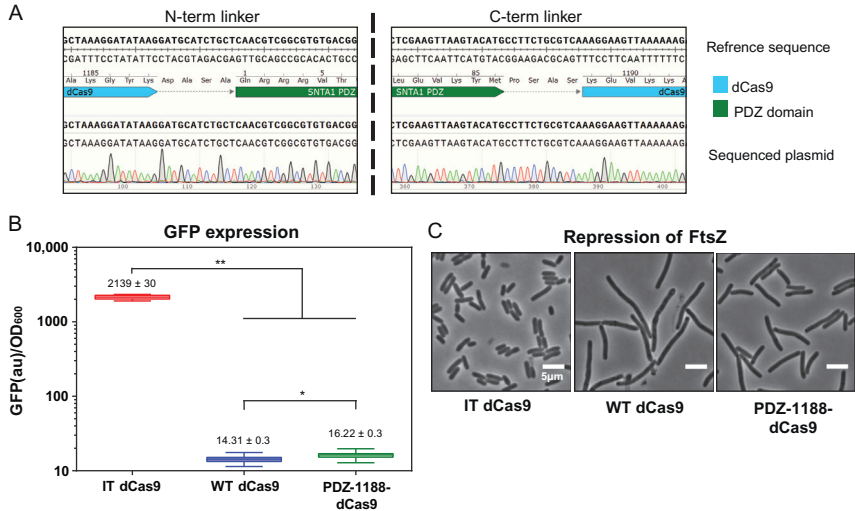 A
N-term linker
C-term linker
GCTAAAGGATATAAGGATGCATCTGCTCAACGTCGGCGTGTGACGG
CGATTTCCTATATTCCTACGTAGACGAGTTGCAGCCGCACACTGCC
1185 1 5
Ala Lys Gly Tyr Lys Asp Ala Ser Ala Gln Arg Arg Arg Val Thr
dCas9 SNTA1 PDZ
GCTAAAGGATATAAGGATGCATCTGCTCAACGTCGGCGTGTGACGG
GCTAAAGGATATAAGGATGCATCTGCTCAACGTCGGCGTGTGACGG
100 110 120 130
CTCGAAGTTAAGTACATGCCTTCTGCGTCAAAGGAAGTTAAAAAAG
GAGCTTCAATTCATGTACGGAAGACGCAGTTTCCTTCAATTTTTTC
85 1190
Leu Glu Val Lys Tyr Met Pro Ser Ala Ser Lys Glu Val Lys Lys
SNTA1 PDZ dCas9
CTCGAAGTTAAGTACATGCCTTCTGCGTCAAAGGAAGTTAAAAAAG
CTCGAAGTTAAGTACATGCCTTCTGCGTCAAAGGAAGTTAAAAAAG
360 370 380 390 400
Refrence sequence
dCas9
PDZ domain
Sequenced plasmid
B
GFP expression
GFP(au)/OD600
10,000
1000
100
10
**
2139 ± 30
*
14.31 ± 0.3
16.22 ± 0.3
IT dCas9
WT dCas9
PDZ-1188-
dCas9
C
Repression of FtsZ
5µm
IT dCas9
WT dCas9
PDZ-1188-
dCas9